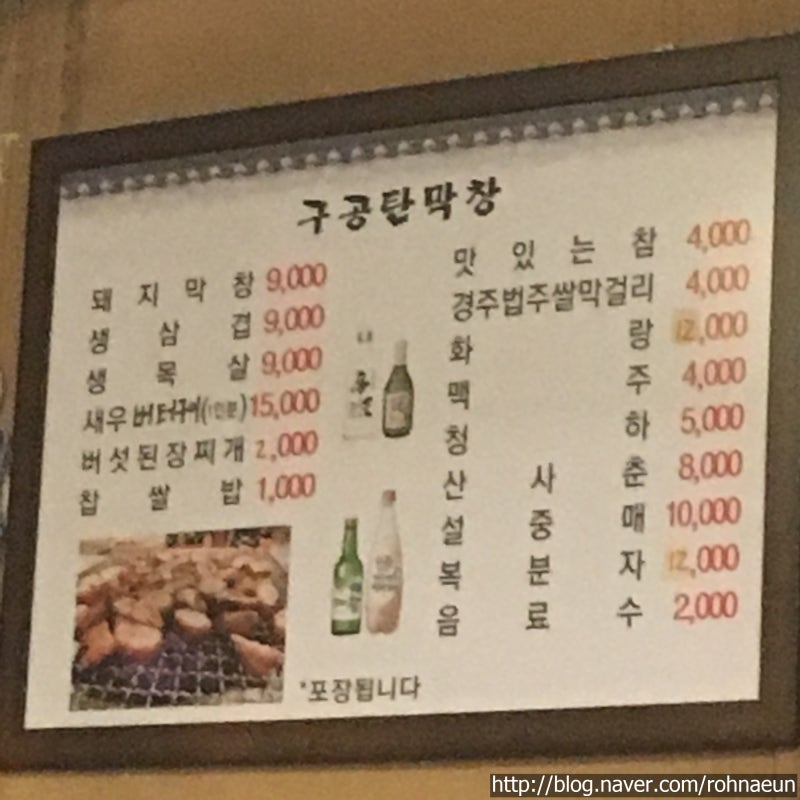 구공탄막창
돼지막창 9,000
생삼겹 9,000
생목살 9,000
새우버터구이(1인분) 15,000
버섯된장찌개 2,000
찹쌀밥 1,000
맛있는참 4,000
경주법주쌀막걸리 4,000
화랑 12,000
맥주 4,000
청하 5,000
산사춘 8,000
설중매 10,000
복분자 12,000
음료수 2,000
*포장됩니다
http://blog.naver.com/rohnaeun